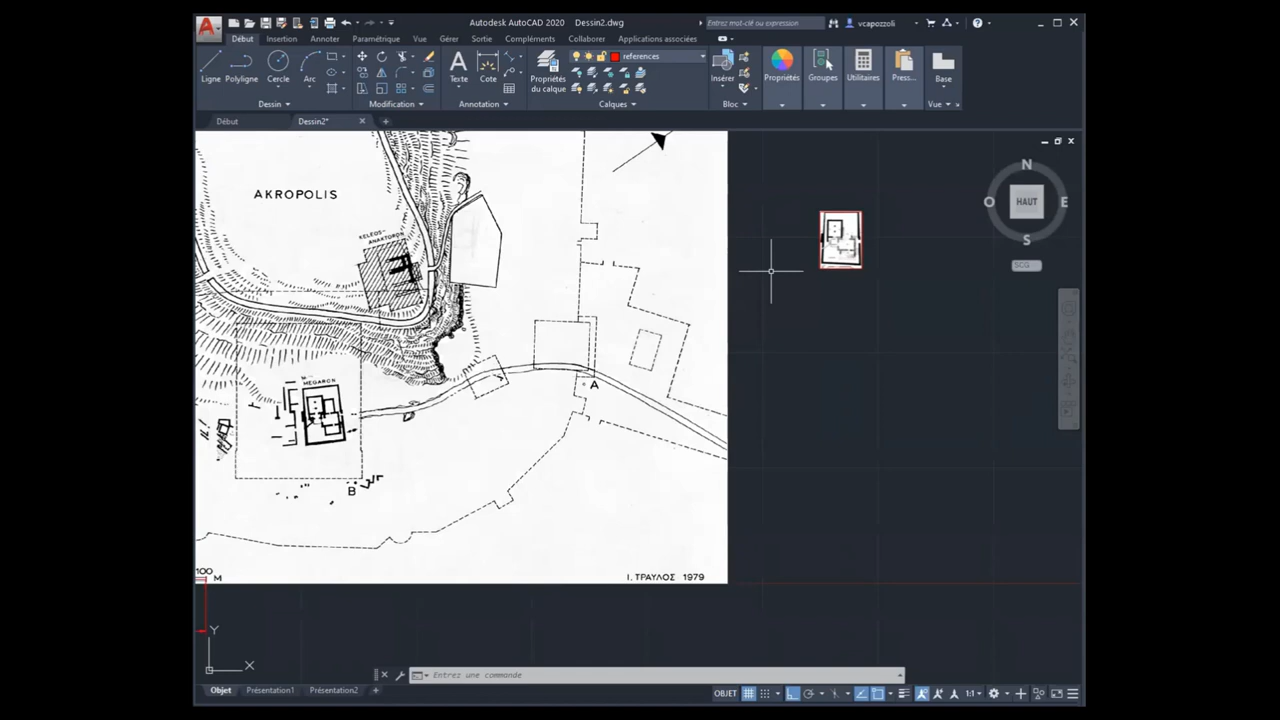 Autodesk AutoCAD 2020 Dessin2.dwg
Entrez mot-clé ou expression
vcapozzoli
Début Insertion Annoter Paramétrique Vue Gérer Sortie Compléments Collaborer Applications associées
references
Ligne Polyligne Cercle Arc Texte Cote Propriétés du calque Insérer Propriétés Groupes Utilitaires Press... Base
Dessin Modification Annotation Calques Bloc Vue
Début Dessin2*
AKROPOLIS
KELEOS-
ANAKTORON
N
O HAUT E
S
SCG
MEGARON
A
B
100 M
Ι. ΤΡΑΥΛΟΣ 1979
Y
X
Entrez une commande
Objet Présentation1 Présentation2
OBJET 1:1